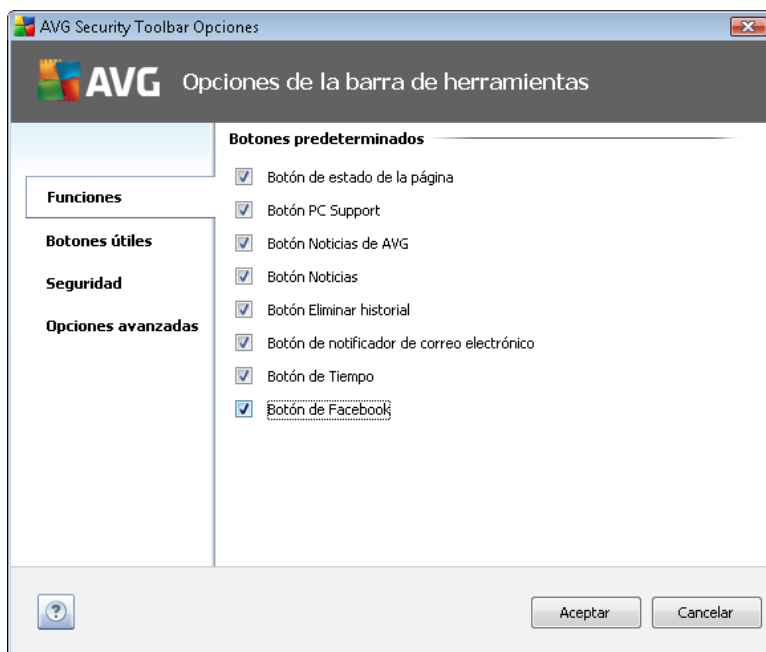 AVG Security Toolbar Opciones
AVG Opciones de la barra de herramientas
Funciones
Botones útiles
Seguridad
Opciones avanzadas
Botones predeterminados
Botón de estado de la página
Botón PC Support
Botón Noticias de AVG
Botón Noticias
Botón Eliminar historial
Botón de notificador de correo electrónico
Botón de Tiempo
Botón de Facebook
?
Aceptar
Cancelar